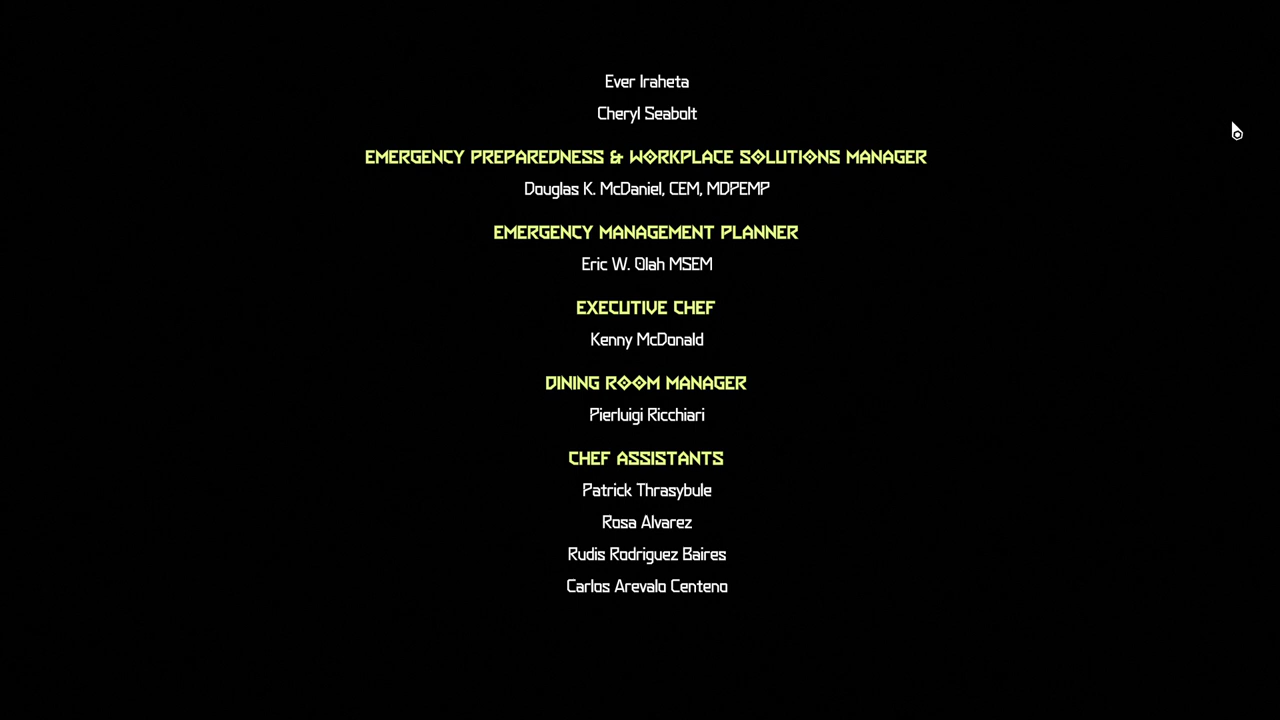 Ever Iraheta
Cheryl Seabolt
EMERGENCY PREPAREDNESS & WORKPLACE SOLUTIONS MANAGER
Douglas K. McDaniel, CEM, MDPEMP
EMERGENCY MANAGEMENT PLANNER
Eric W. Olah MSEM
EXECUTIVE CHEF
Kenny McDonald
DINING ROOM MANAGER
Pierluigi Ricchiari
CHEF ASSISTANTS
Patrick Thrasybule
Rosa Alvarez
Rudis Rodriguez Baires
Carlos Arevalo Centeno